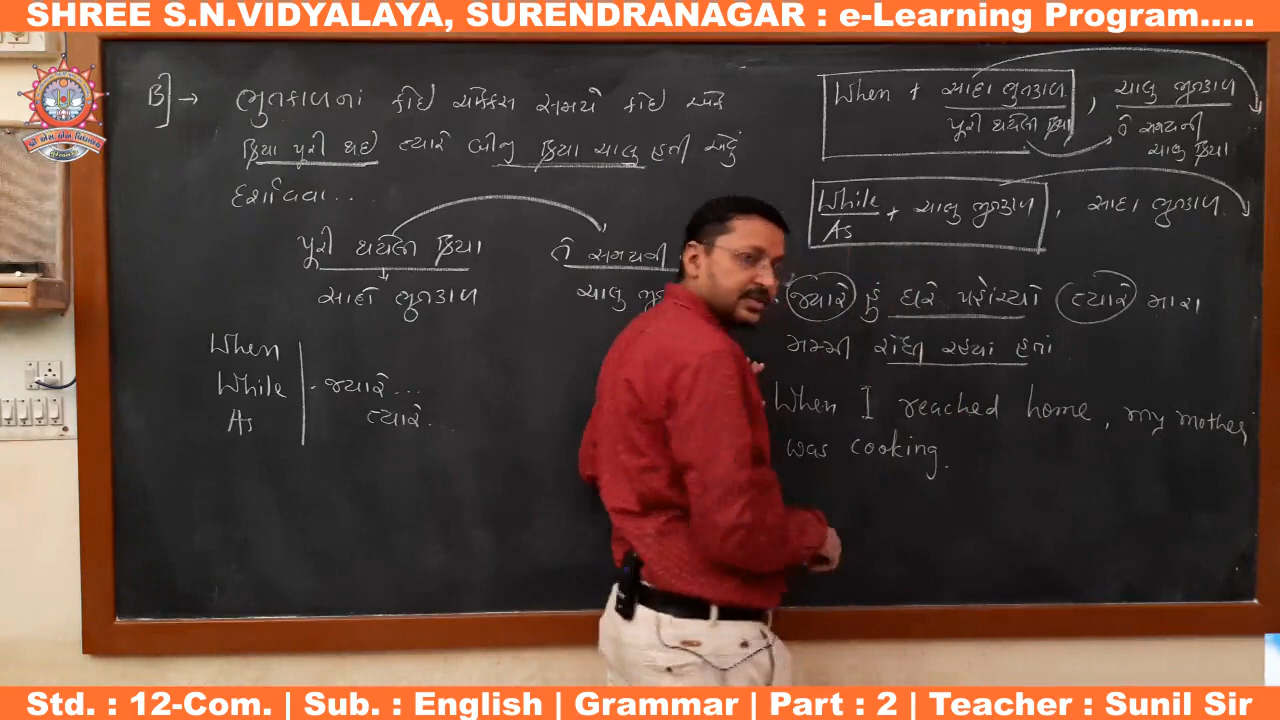 SHREE S.N.VIDYALAYA, SURENDRANAGAR : e-Learning Program.....
B] → ભુતકાળનાં કોઇ ચોક્કસ સમયે કોઇ એક
ક્રિયા પૂરી થઇ ત્યારે બીજુ ક્રિયા ચાલુ હતી એવું
દર્શાવવા...
પૂરી થયેલી ક્રિયા
સાદો ભુતકાળ
તે સમયની
ચાલુ
When
While
As
જ્યારે...
ત્યારે..
When + સાદો ભુતકાળ, ચાલુ ભુતકાળ
પૂરી થયેલી ક્રિયા
તે સમયની
ચાલુ ક્રિયા
While
As
+ ચાલુ ભુતકાળ, સાદો ભુતકાળ.
જ્યારે હું ઘરે પહોંચ્યો ત્યારે મારા
મમ્મી રાંધી રહ્યાં હતાં
When I reached home, my mother
was cooking.
Std. : 12-Com. | Sub. : English | Grammar | Part : 2 | Teacher : Sunil Sir